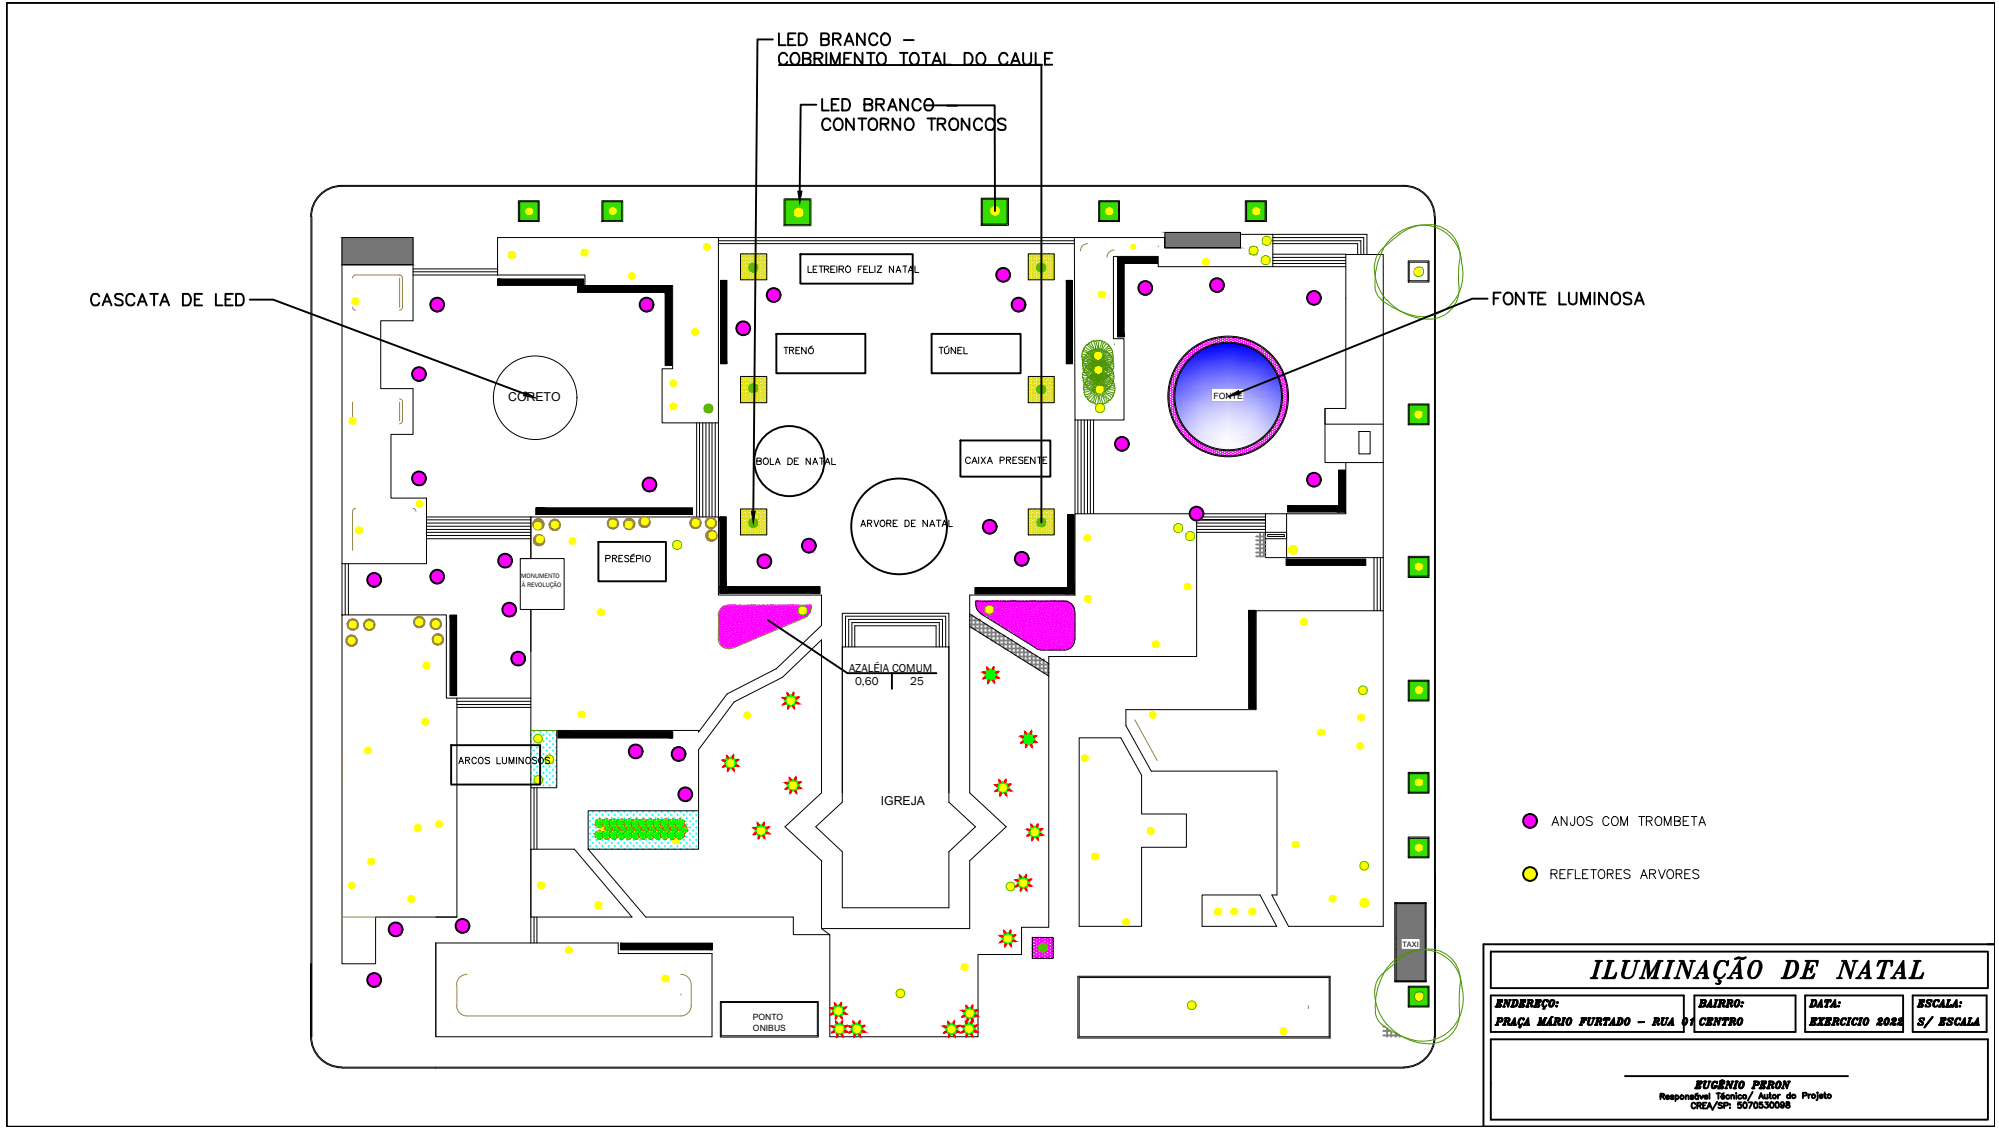 LED BRANCO –
COBRIMENTO TOTAL DO CAULE
LED BRANCO –
CONTORNO TRONCOS
CASCATA DE LED
FONTE LUMINOSA
LETREIRO FELIZ NATAL
TRENÓ
TÚNEL
CORETO
FONTE
BOLA DE NATAL
CAIXA PRESENTE
ARVORE DE NATAL
PRESÉPIO
MONUMENTO
À REVOLUÇÃO
AZALÉIA COMUM
0,60 25
ARCOS LUMINOSOS
IGREJA
ANJOS COM TROMBETA
REFLETORES ARVORES
TAXI
PONTO
ONIBUS
ILUMINAÇÃO DE NATAL
ENDEREÇO:
PRAÇA MÁRIO FURTADO – RUA 01
BAIRRO:
CENTRO
DATA:
EXERCICIO 2022
ESCALA:
S/ ESCALA
EUGÊNIO PERON
Responsável Técnico/ Autor do Projeto
CREA/SP: 5070530098